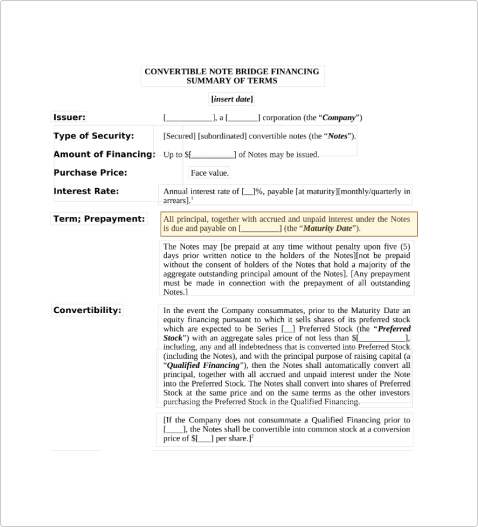 CONVERTIBLE NOTE BRIDGE FINANCING
SUMMARY OF TERMS
[insert date]
Issuer: [__________], a [_______] corporation (the “Company”)
Type of Security: [Secured] [subordinated] convertible notes (the “Notes”).
Amount of Financing: Up to $[__________] of Notes may be issued.
Purchase Price: Face value.
Interest Rate: Annual interest rate of [__]%, payable [at maturity][monthly/quarterly in
arrears].1
Term; Prepayment: All principal, together with accrued and unpaid interest under the Notes
is due and payable on [_________] (the “Maturity Date”).
The Notes may [be prepaid at any time without penalty upon five (5)
days prior written notice to the holders of the Notes][not be prepaid
without the consent of holders of the Notes that hold a majority of the
aggregate outstanding principal amount of the Notes]. [Any prepayment
must be made in connection with the prepayment of all outstanding
Notes.]
Convertibility: In the event the Company consummates, prior to the Maturity Date an
equity financing pursuant to which it sells shares of its preferred stock
which are expected to be Series [__] Preferred Stock (the “Preferred
Stock”) with an aggregate sales price of not less than $[__________],
including, any and all indebtedness that is converted into Preferred Stock
(including the Notes), and with the principal purpose of raising capital (a
“Qualified Financing”), then the Notes shall automatically convert all
principal, together with all accrued and unpaid interest under the Note
into the Preferred Stock. The Notes shall convert into shares of Preferred
Stock at the same price and on the same terms as the other investors
purchasing the Preferred Stock in the Qualified Financing.
[If the Company does not consummate a Qualified Financing prior to
[____], the Notes shall be convertible into common stock at a conversion
price of $[___] per share.]2